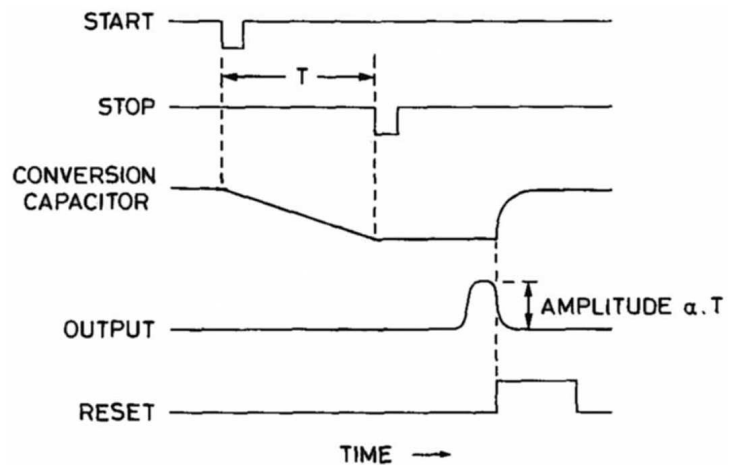 START
T
STOP
CONVERSION
CAPACITOR
AMPLITUDE α.T
OUTPUT
RESET
TIME